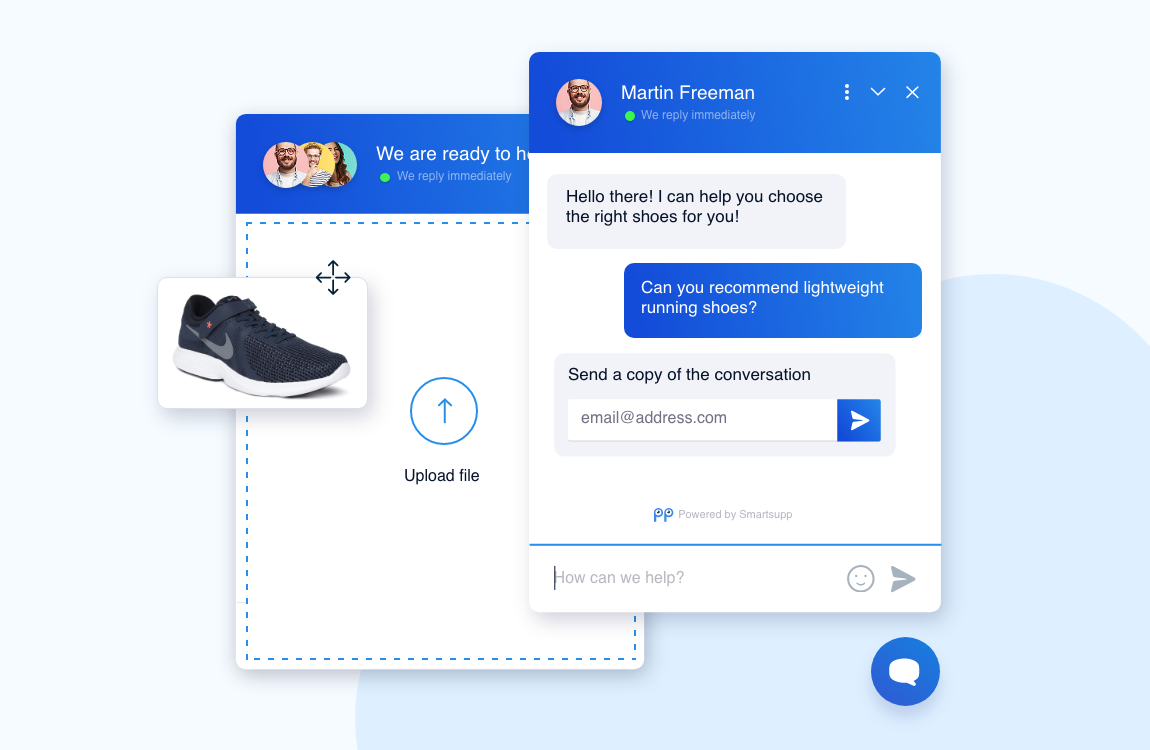 We are ready to h
We reply immediately
Upload file
Martin Freeman
We reply immediately
Hello there! I can help you choose
the right shoes for you!
Can you recommend lightweight
running shoes?
Send a copy of the conversation
email@address.com
Powered by Smartsupp
How can we help?